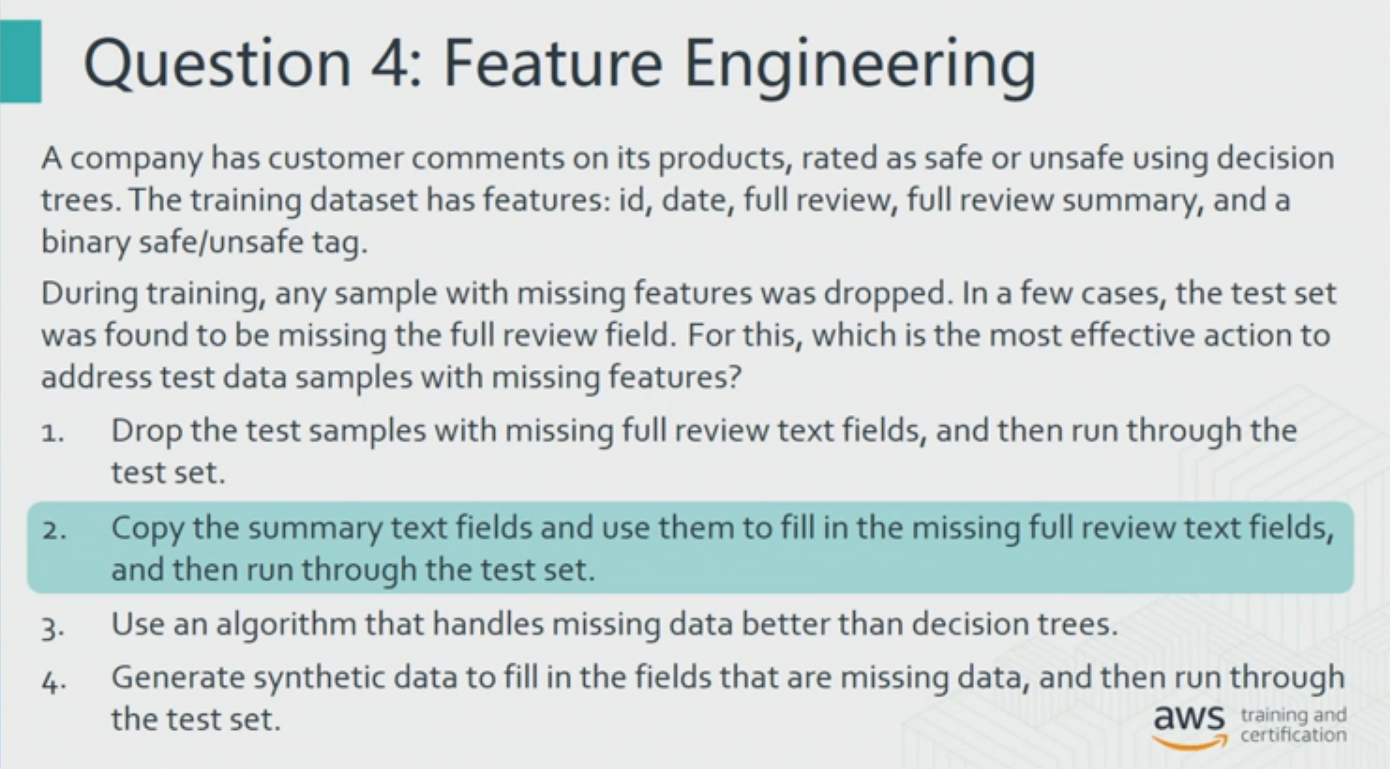 Question 4: Feature Engineering
A company has customer comments on its products, rated as safe or unsafe using decision
trees. The training dataset has features: id, date, full review, full review summary, and a
binary safe/unsafe tag.
During training, any sample with missing features was dropped. In a few cases, the test set
was found to be missing the full review field. For this, which is the most effective action to
address test data samples with missing features?
1. Drop the test samples with missing full review text fields, and then run through the
test set.
2. Copy the summary text fields and use them to fill in the missing full review text fields,
and then run through the test set.
3. Use an algorithm that handles missing data better than decision trees.
4. Generate synthetic data to fill in the fields that are missing data, and then run through
the test set.
aws training and
certification